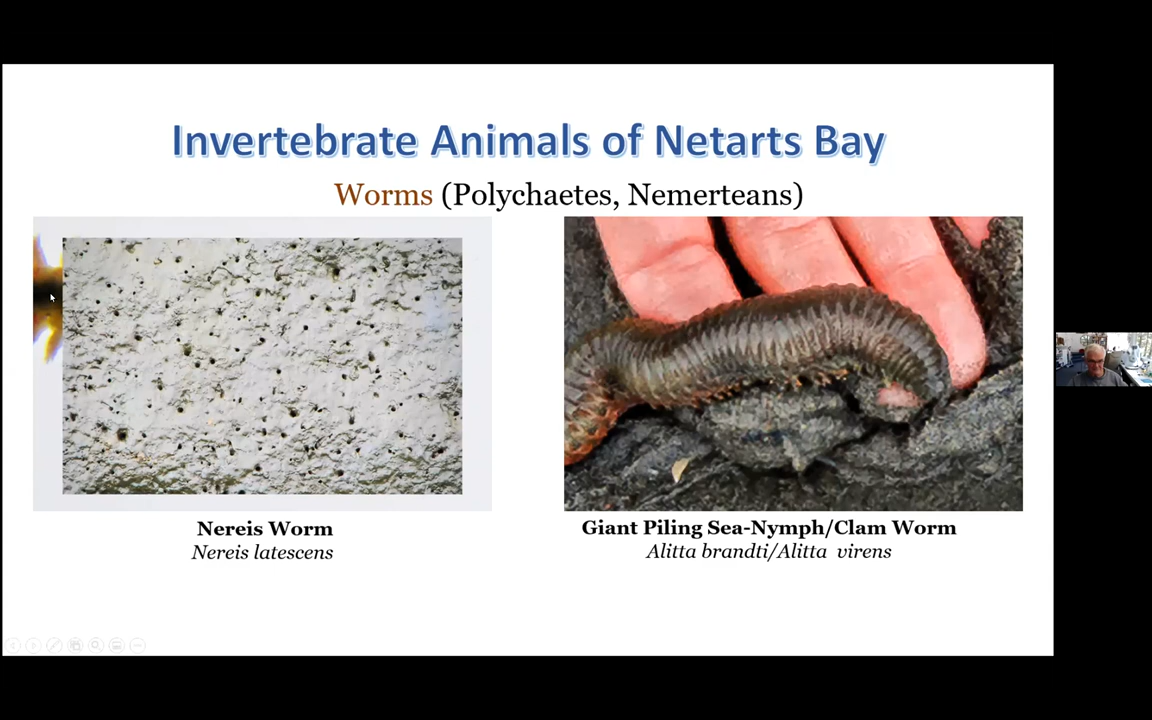 Invertebrate Animals of Netarts Bay
Worms (Polychaetes, Nemerteans)
Nereis Worm
Nereis latescens
Giant Piling Sea-Nymph/Clam Worm
Alitta brandti/Alitta virens